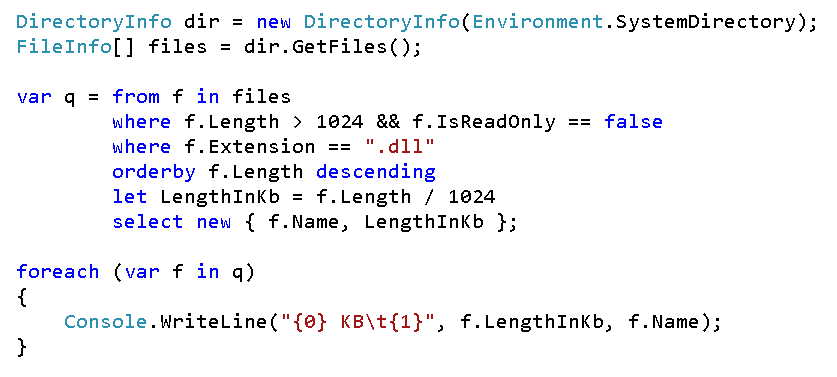 DirectoryInfo dir = new DirectoryInfo(Environment.SystemDirectory);
FileInfo[] files = dir.GetFiles();

var q = from f in files
        where f.Length > 1024 && f.IsReadOnly == false
        where f.Extension == ".dll"
        orderby f.Length descending
        let LengthInKb = f.Length / 1024
        select new { f.Name, LengthInKb };

foreach (var f in q)
{
    Console.WriteLine("{0} KB\t{1}", f.LengthInKb, f.Name);
}